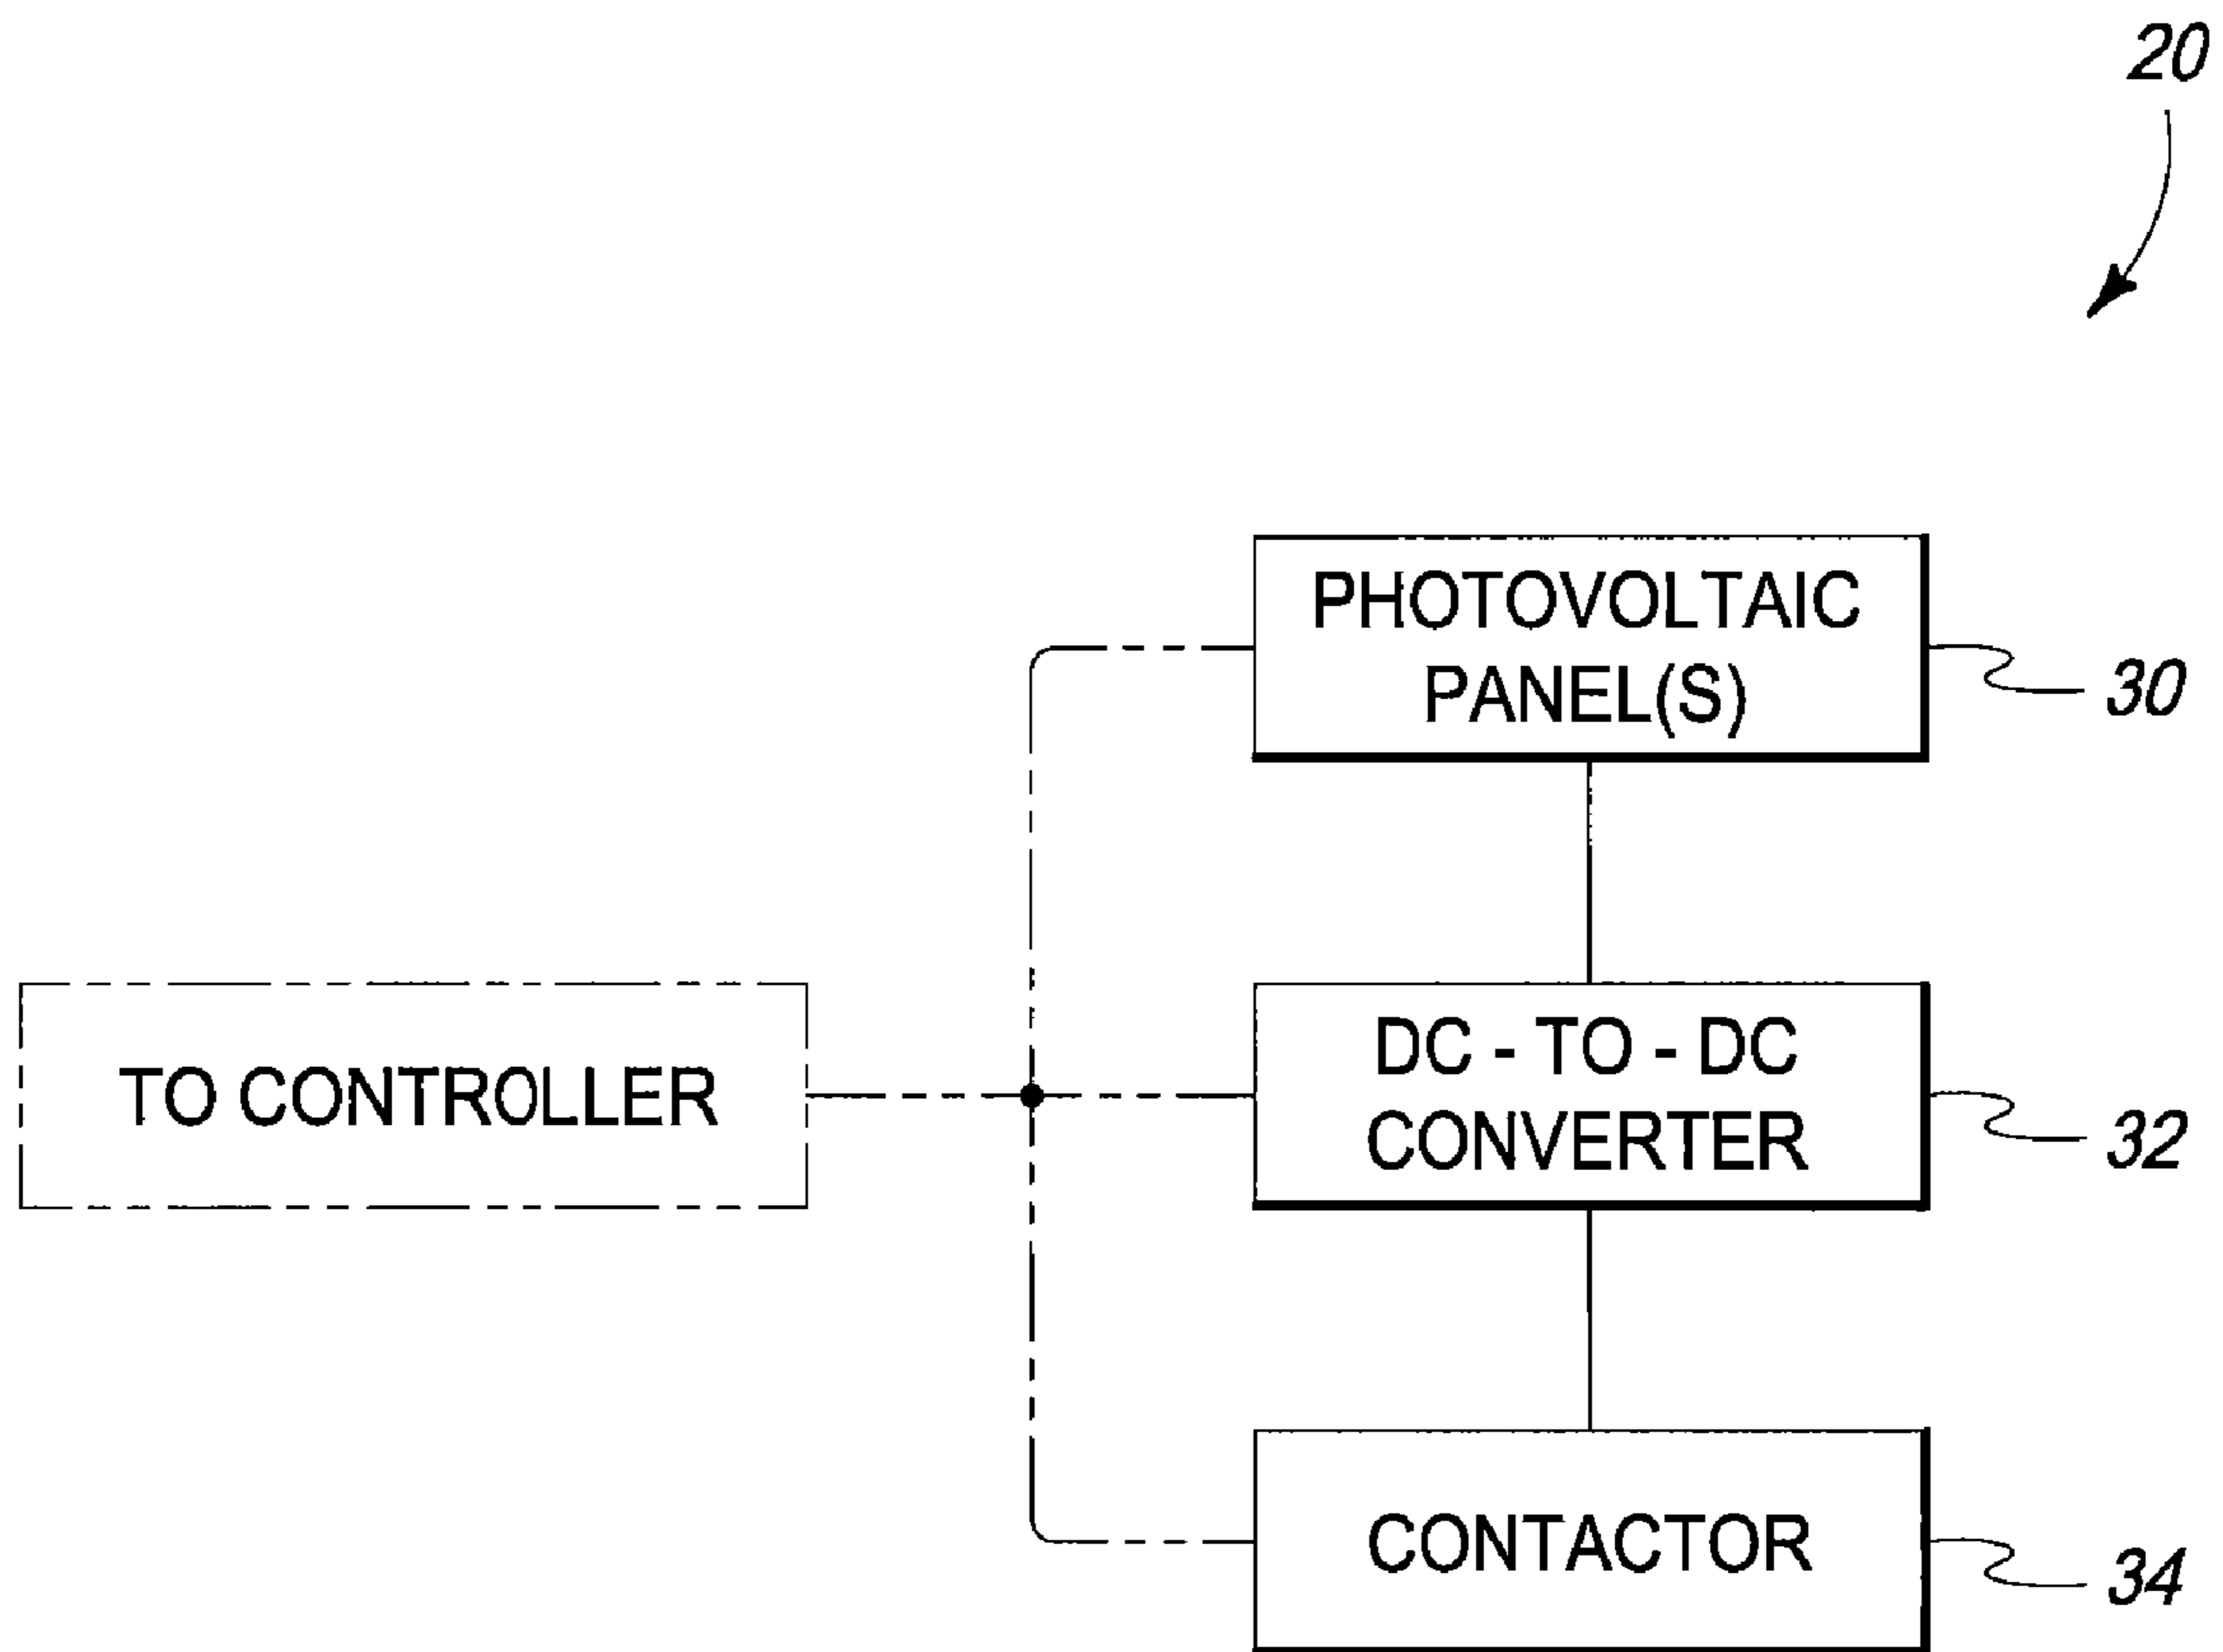 20
PHOTOVOLTAIC
PANEL(S)
30
TO CONTROLLER
DC - TO - DC
CONVERTER
32
CONTACTOR
34